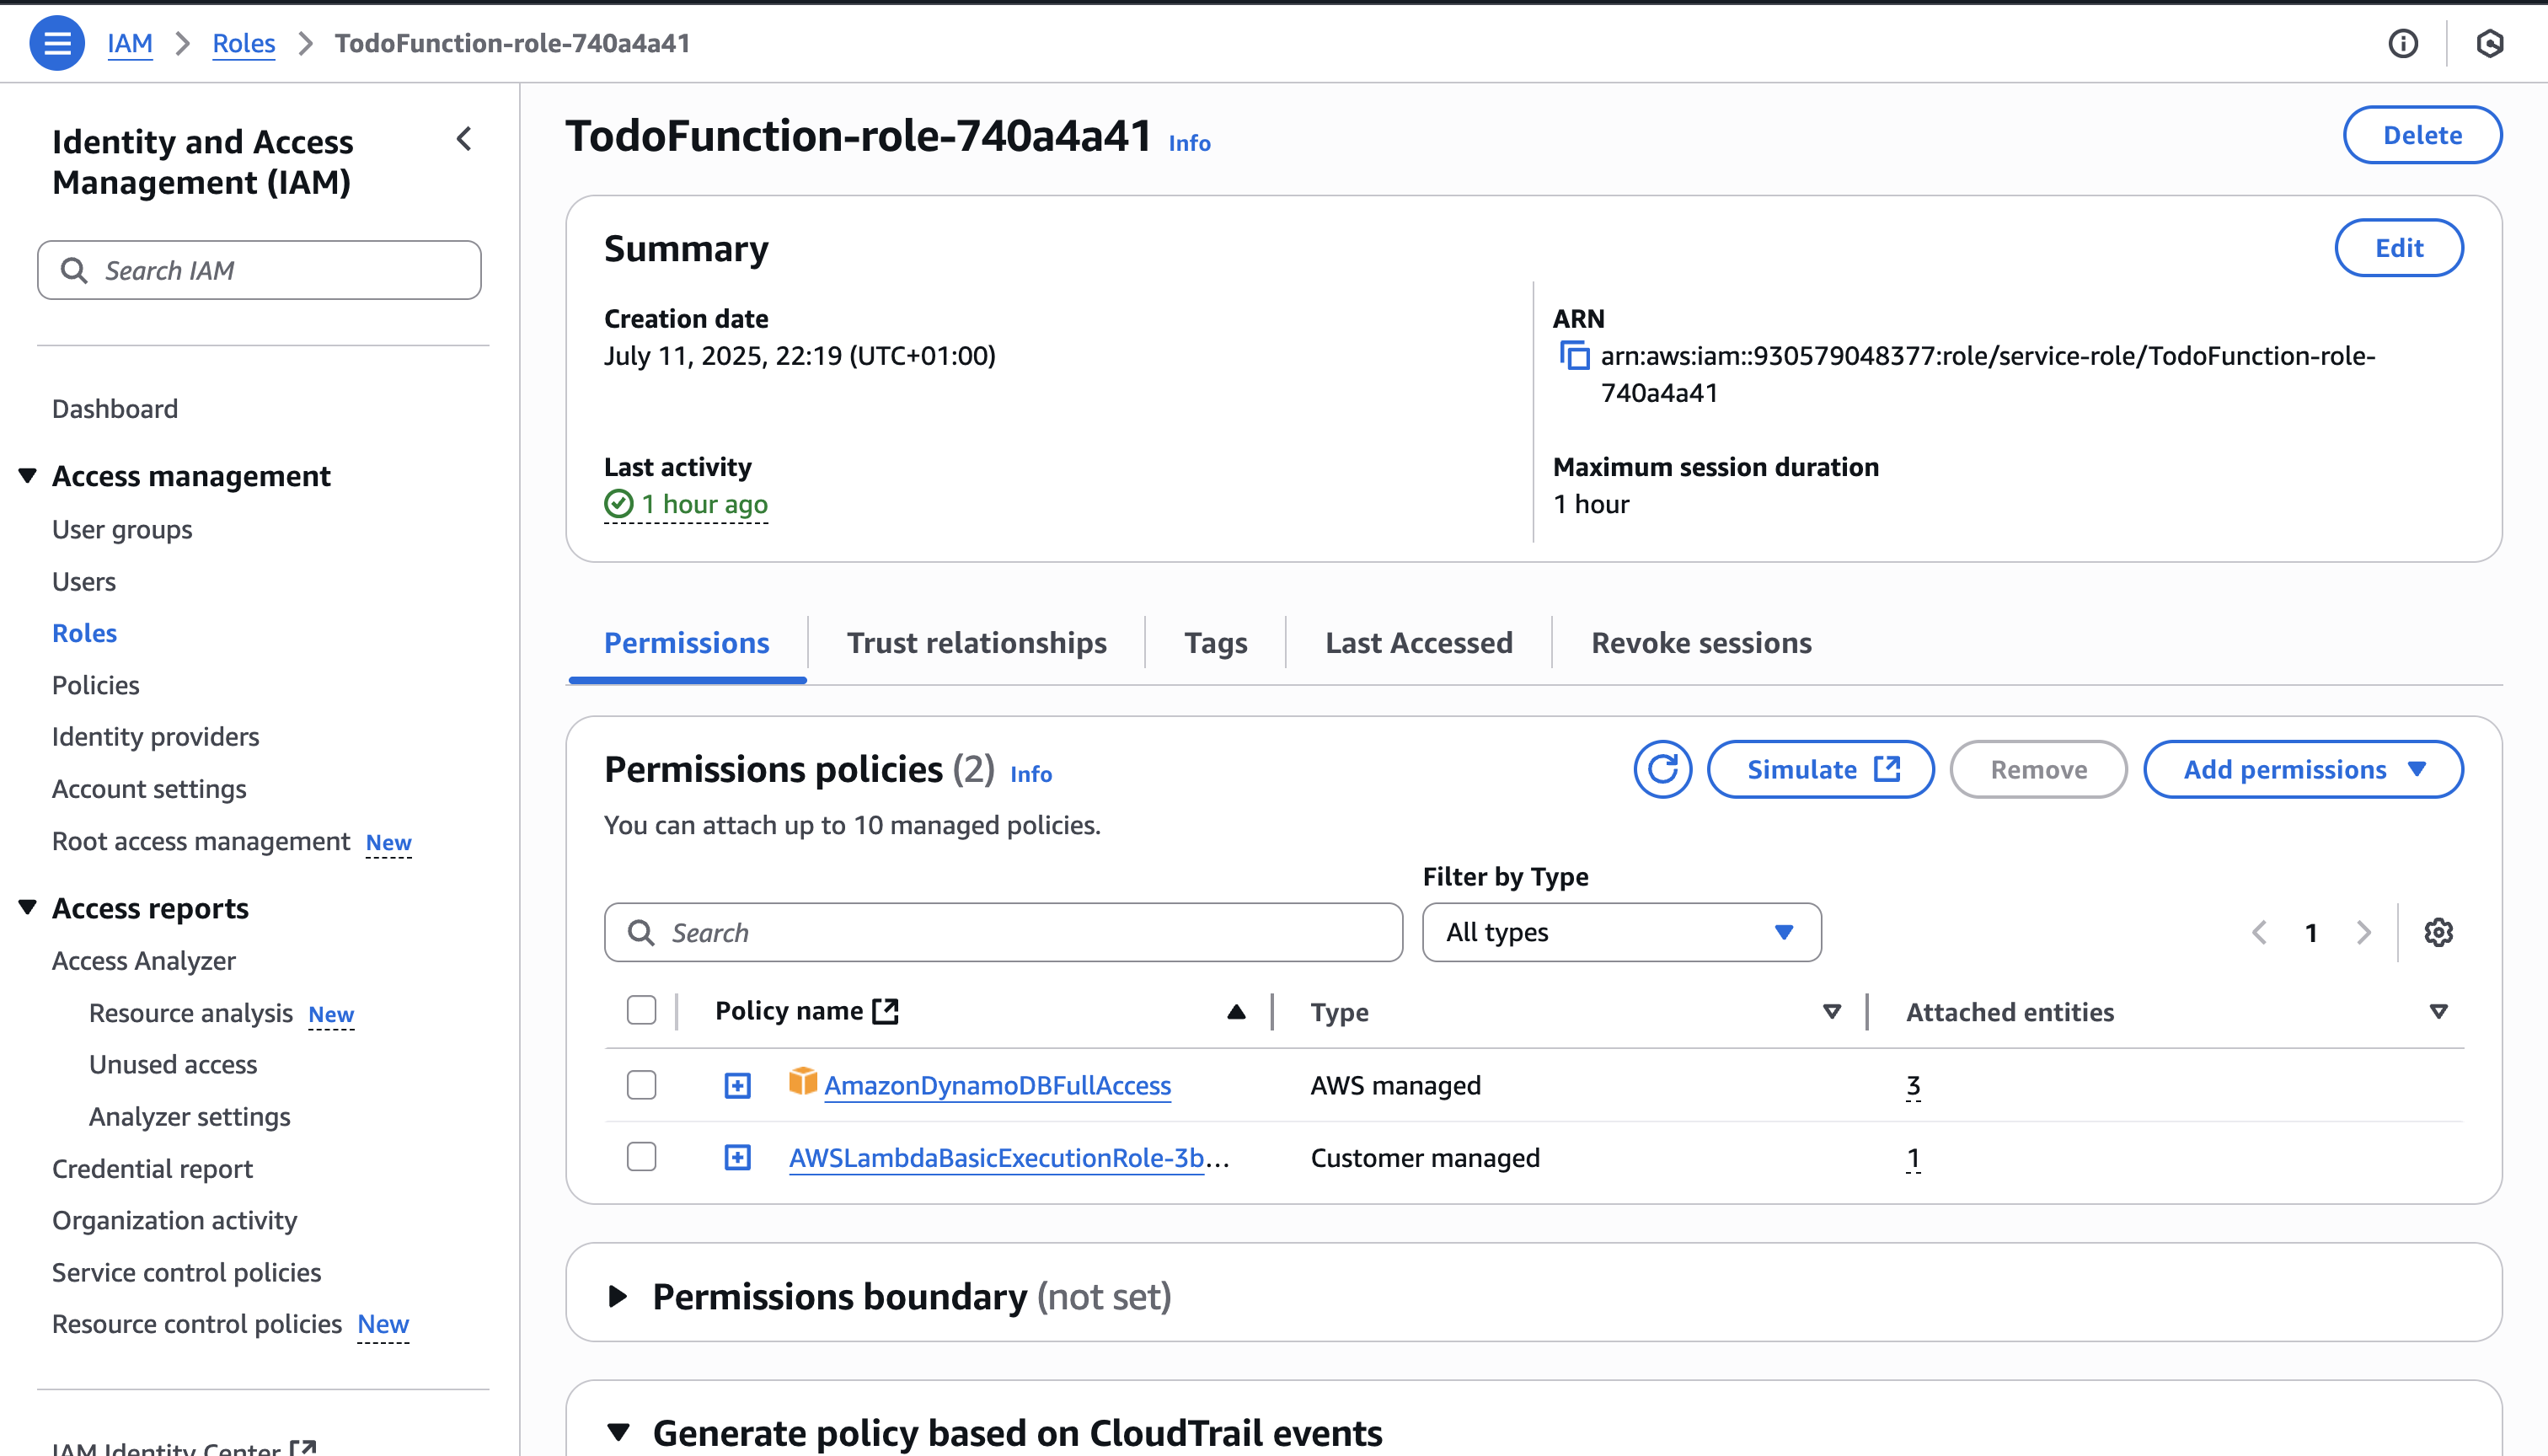 IAM > Roles > TodoFunction-role-740a4a41
Identity and Access
Management (IAM)
Search IAM
Dashboard
Access management
User groups
Users
Roles
Policies
Identity providers
Account settings
Root access management New
Access reports
Access Analyzer
Resource analysis New
Unused access
Analyzer settings
Credential report
Organization activity
Service control policies
Resource control policies New
IAM Identity Center
TodoFunction-role-740a4a41 Info
Delete
Summary
Edit
Creation date
July 11, 2025, 22:19 (UTC+01:00)
ARN
arn:aws:iam::930579048377:role/service-role/TodoFunction-role-
740a4a41
Last activity
1 hour ago
Maximum session duration
1 hour
Permissions Trust relationships Tags Last Accessed Revoke sessions
Permissions policies (2) Info
Simulate Remove Add permissions
You can attach up to 10 managed policies.
Filter by Type
Search All types 1
Policy name Type Attached entities
AmazonDynamoDBFullAccess AWS managed 3
AWSLambdaBasicExecutionRole-3b... Customer managed 1
Permissions boundary (not set)
Generate policy based on CloudTrail events